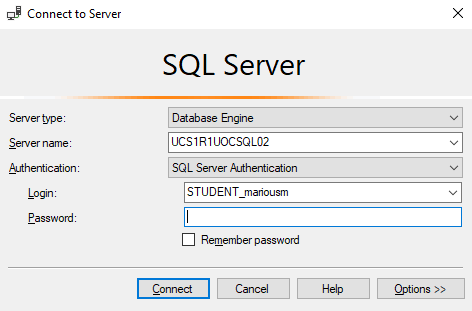 Connect to Server
SQL Server
Server type: Database Engine
Server name: UCS1R1UOCSQL02
Authentication: SQL Server Authentication
Login: STUDENT_mariousm
Password:
Remember password
Connect Cancel Help Options >>